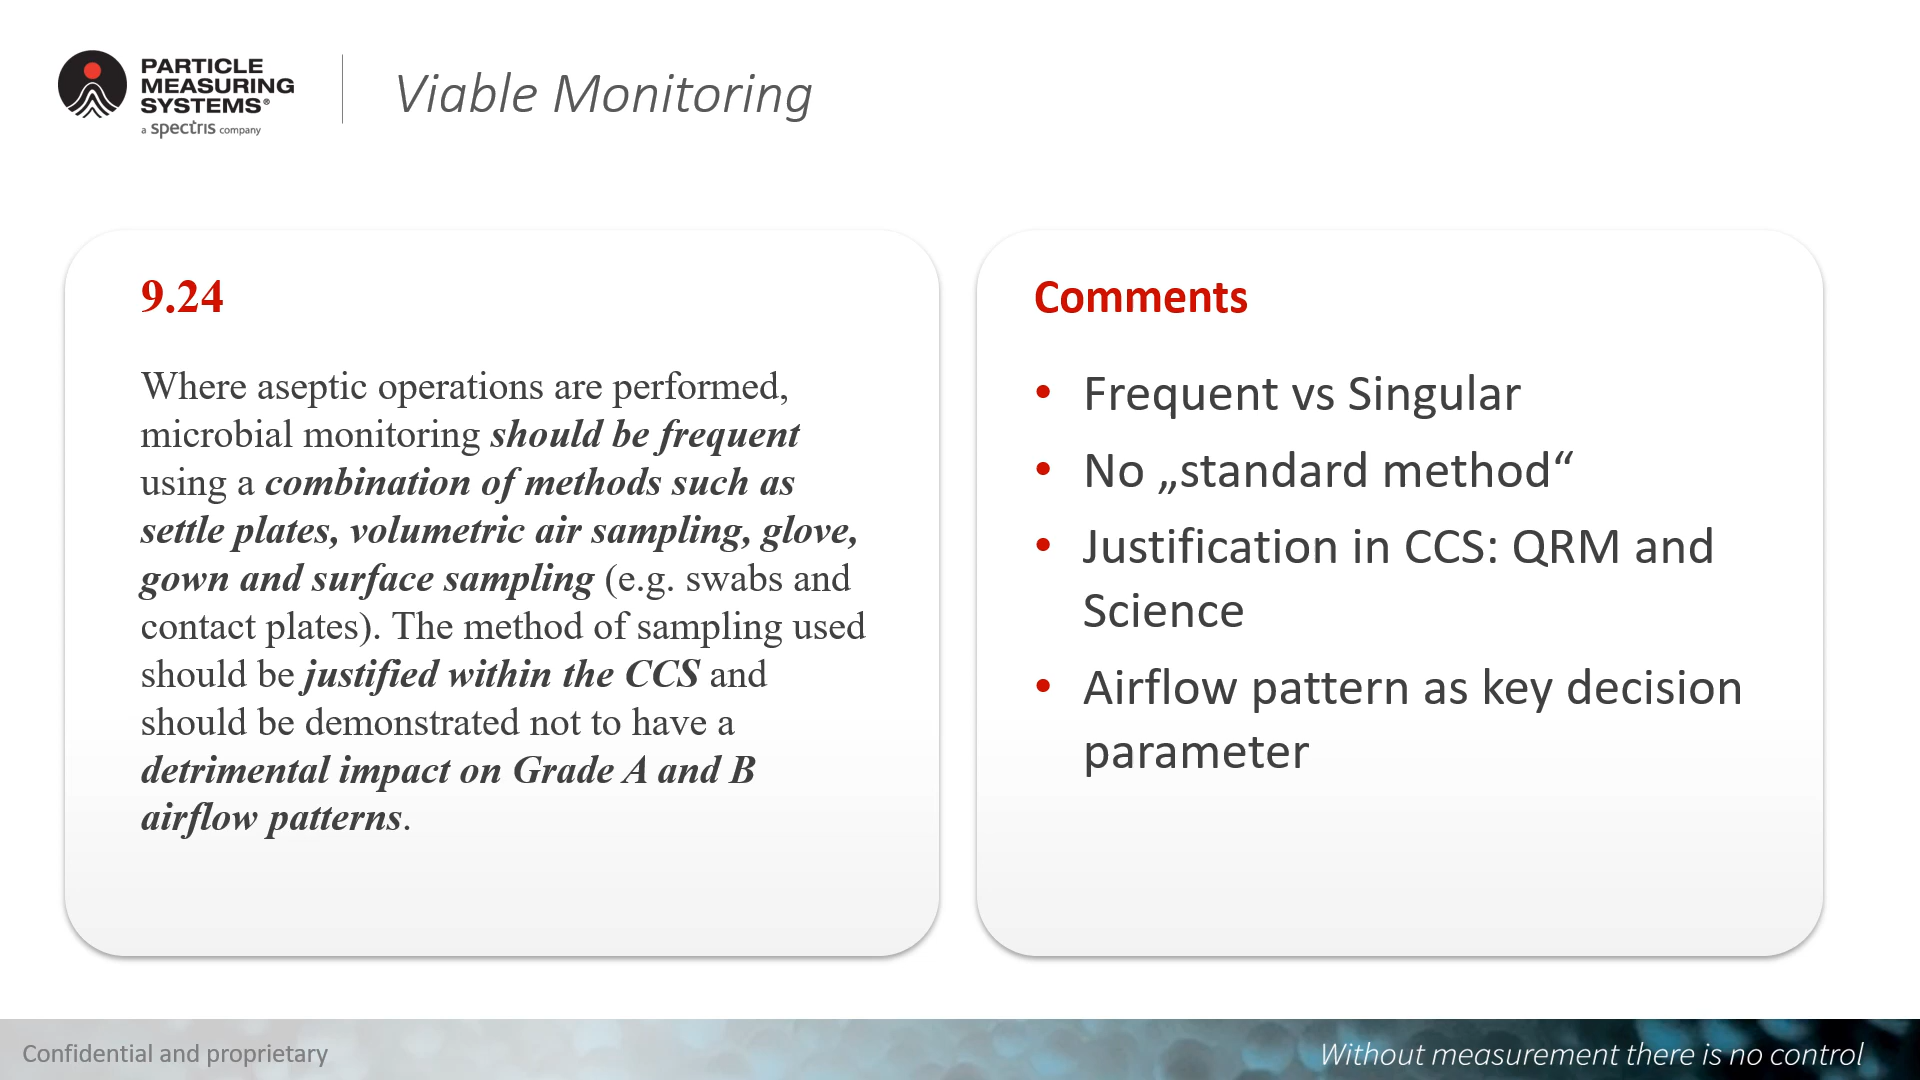 PARTICLE
MEASURING
SYSTEMS®
a spectris company
Viable Monitoring
9.24
Where aseptic operations are performed,
microbial monitoring should be frequent
using a combination of methods such as
settle plates, volumetric air sampling, glove,
gown and surface sampling (e.g. swabs and
contact plates). The method of sampling used
should be justified within the CCS and
should be demonstrated not to have a
detrimental impact on Grade A and B
airflow patterns.
Comments
• Frequent vs Singular
• No „standard method“
• Justification in CCS: QRM and
Science
• Airflow pattern as key decision
parameter
Confidential and proprietary
Without measurement there is no control